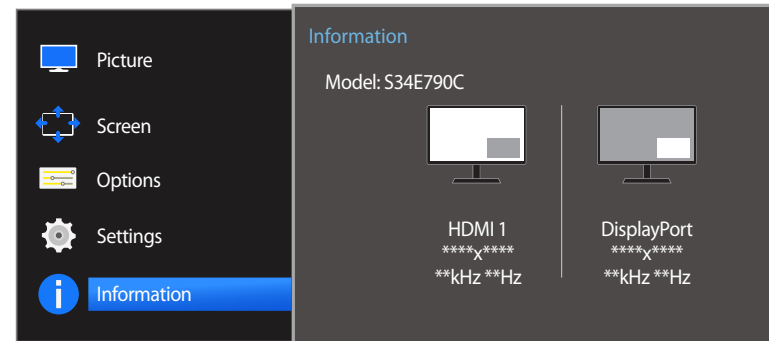 Picture
Screen
Options
Settings
Information
Information
Model: S34E790C
HDMI 1
****x****
**kHz **Hz
DisplayPort
****x****
**kHz **Hz